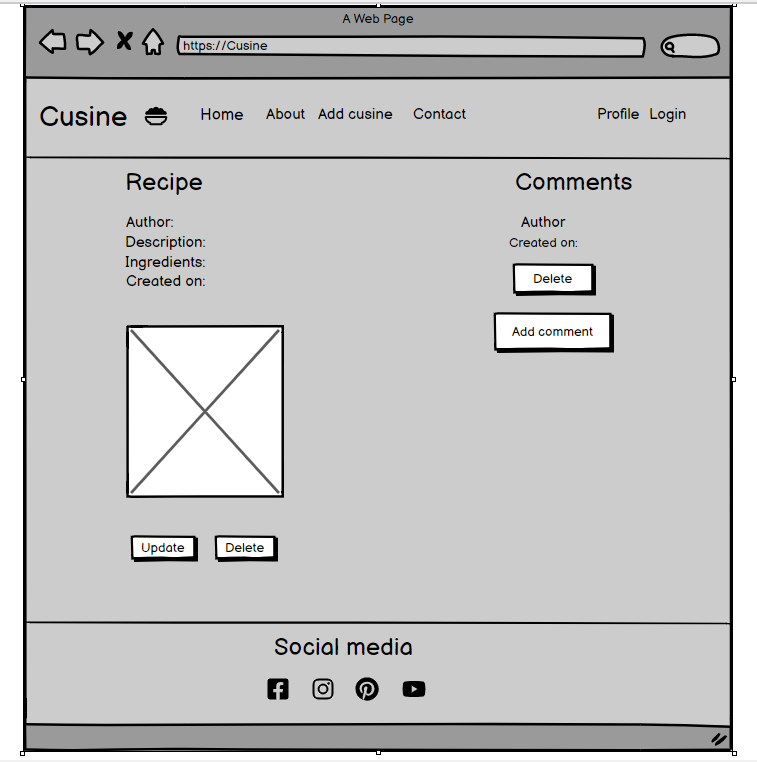 A Web Page
https://Cusine
Cusine Home About Add cusine Contact Profile Login
Recipe
Author:
Description:
Ingredients:
Created on:
Update Delete
Comments
Author
Created on:
Delete
Add comment
Social media